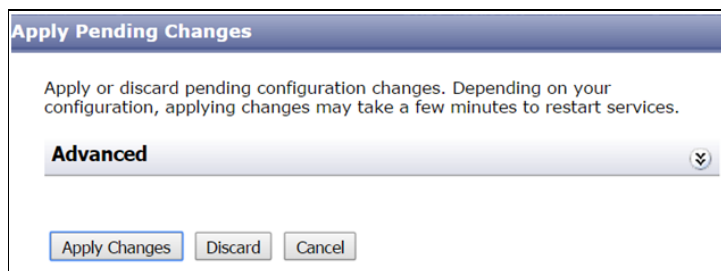 Apply Pending Changes
Apply or discard pending configuration changes. Depending on your
configuration, applying changes may take a few minutes to restart services.
Advanced
Apply Changes Discard Cancel